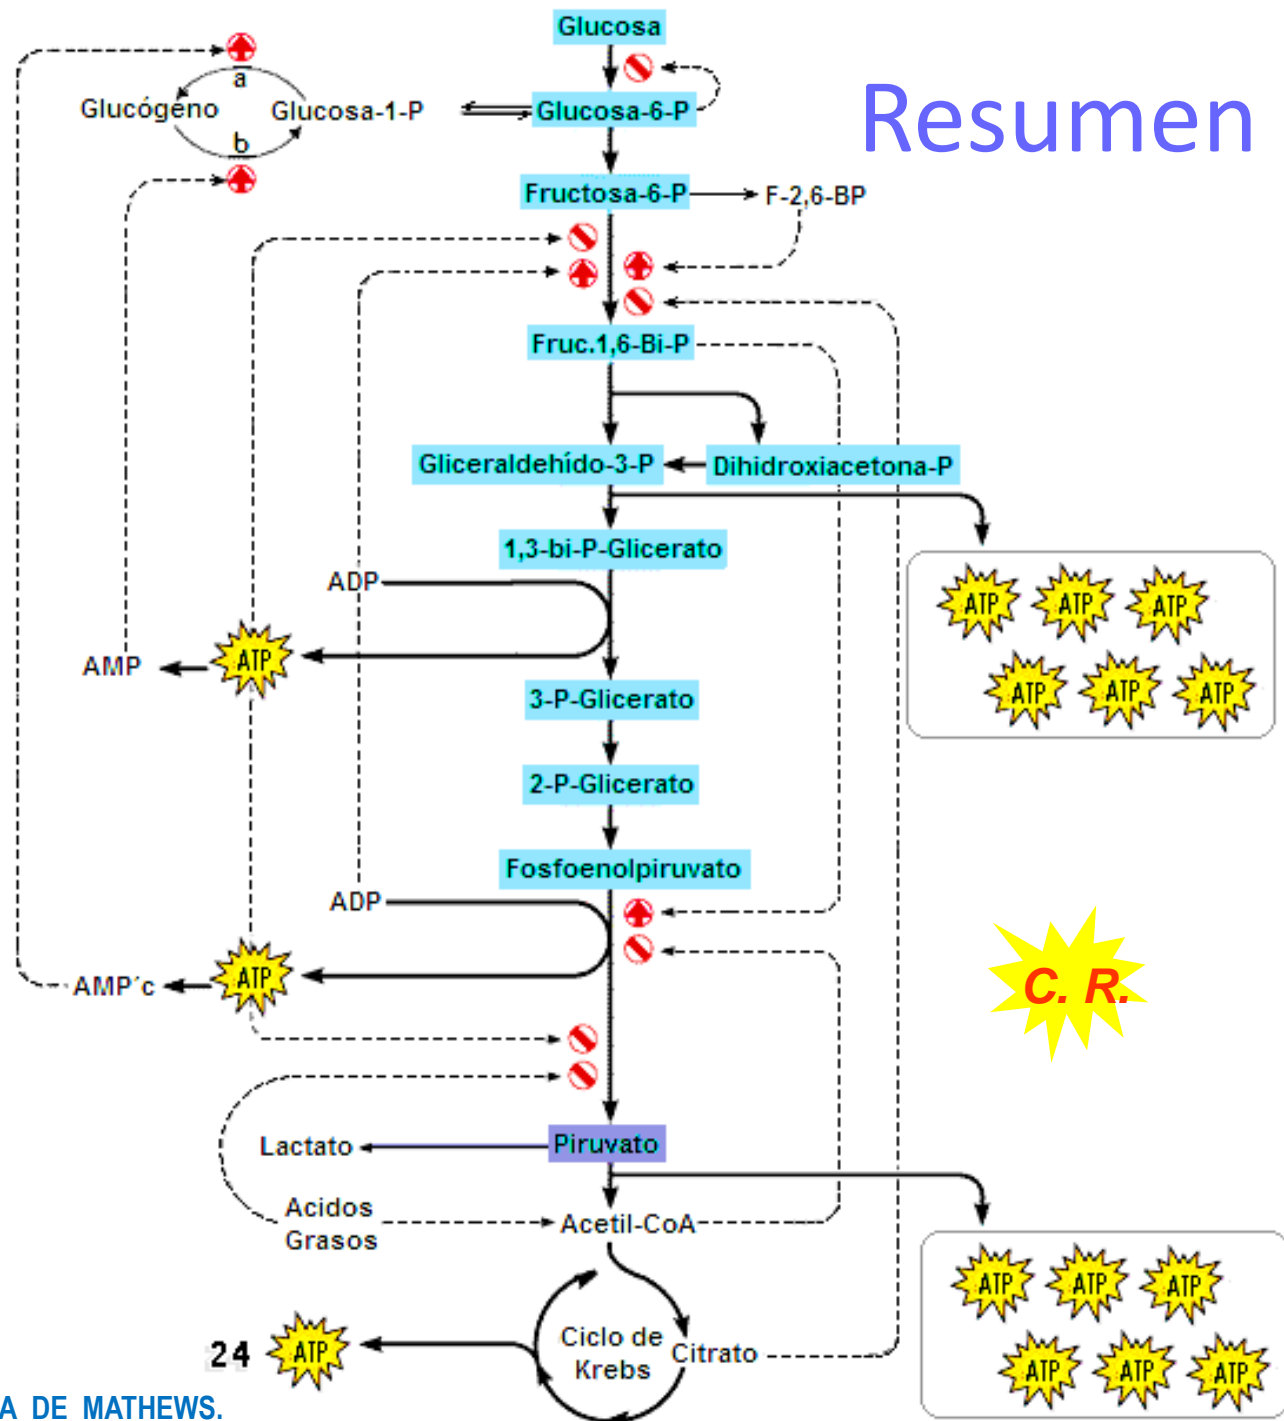 Glucosa
Resumen
a
Glucógeno
Glucosa-1-P
Glucosa-6-P
b
Fructosa-6-P
F-2,6-BP
Fruc.1,6-Bi-P
Gliceraldehído-3-P
Dihidroxiacetona-P
1,3-bi-P-Glicerato
ADP
ATP ATP ATP
AMP
ATP
ATP ATP ATP
3-P-Glicerato
2-P-Glicerato
Fosfoenolpiruvato
ADP
AMP´c
ATP
C. R.
Lactato
Piruvato
Acidos
Grasos
Acetil-CoA
ATP ATP ATP
Ciclo de
Krebs
Citrato
24
ATP
ATP ATP ATP
A DE MATHEWS.